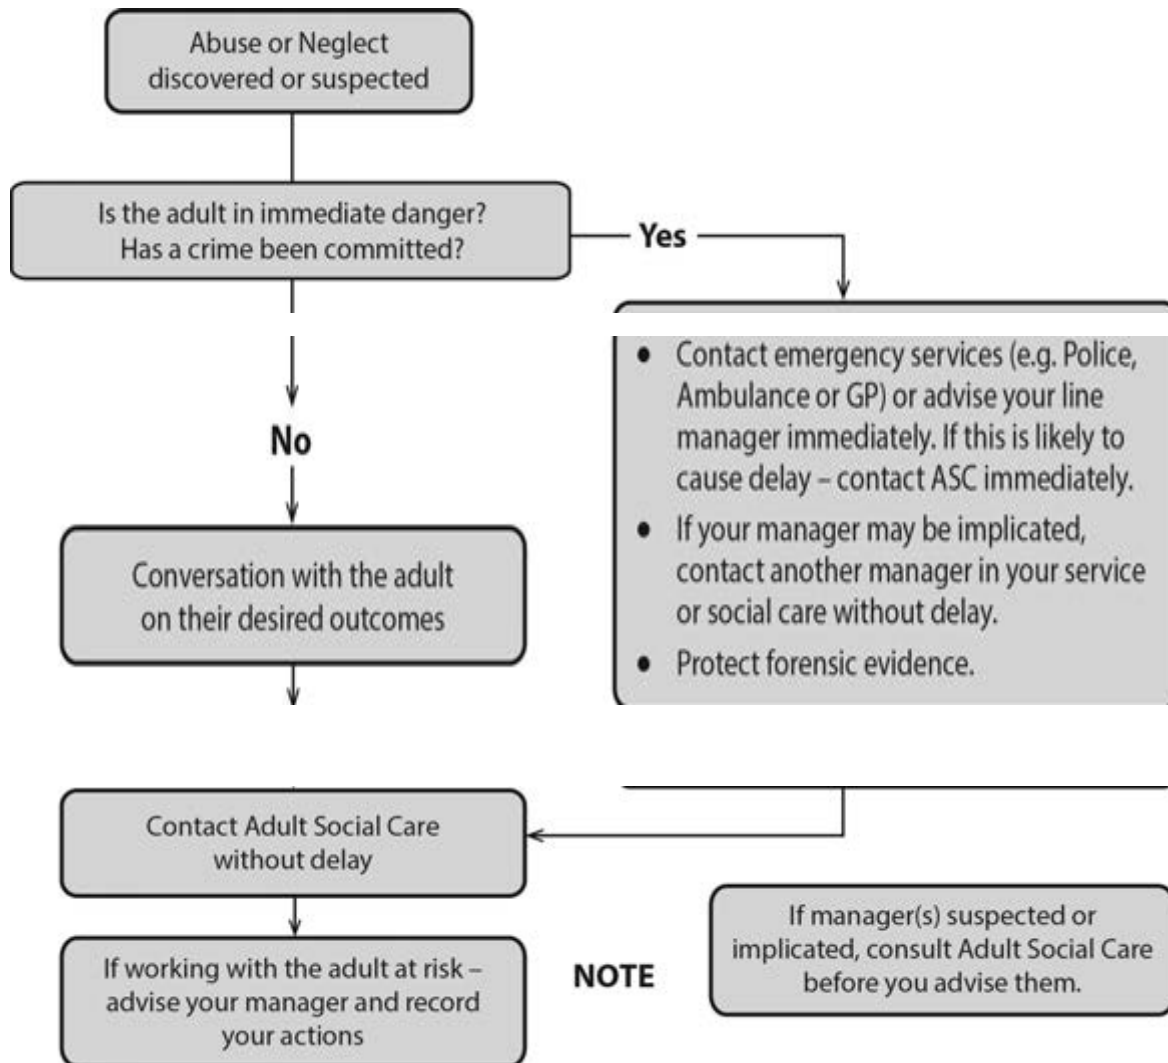 Abuse or Neglect
discovered or suspected
Is the adult in immediate danger?
Has a crime been committed?
Yes
No
• Contact emergency services (e.g. Police,
Ambulance or GP) or advise your line
manager immediately. If this is likely to
cause delay – contact ASC immediately.
• If your manager may be implicated,
contact another manager in your service
or social care without delay.
• Protect forensic evidence.
Conversation with the adult
on their desired outcomes
Contact Adult Social Care
without delay
If working with the adult at risk –
advise your manager and record
your actions
NOTE
If manager(s) suspected or
implicated, consult Adult Social Care
before you advise them.